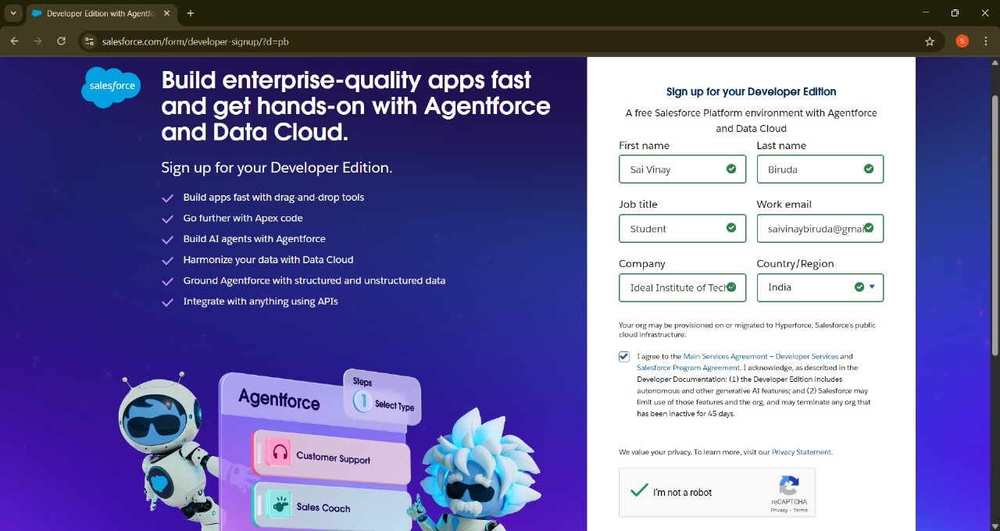 Developer Edition with Agentfo
salesforce.com/form/developer-signup/?d=pb
S
salesforce
Build enterprise-quality apps fast
and get hands-on with Agentforce
and Data Cloud.
Sign up for your Developer Edition.
Build apps fast with drag-and-drop tools
Go further with Apex code
Build AI agents with Agentforce
Harmonize your data with Data Cloud
Ground Agentforce with structured and unstructured data
Integrate with anything using APIs
Agentforce
Steps
1 Select Type
Customer Support
Sales Coach
Sign up for your Developer Edition
A free Salesforce Platform environment with Agentforce
and Data Cloud
First name Last name
Sai Vinay Biruda
Job title Work email
Student saivinaybiruda@gmai
Company Country/Region
Ideal Institute of Tech India
Your org may be provisioned on or migrated to Hyperforce, Salesforce's public
cloud infrastructure.
I agree to the Main Services Agreement – Developer Services and
Salesforce Program Agreement. I acknowledge, as described in the
Developer Documentation: (1) the Developer Edition includes
autonomous and other generative AI features; and (2) Salesforce may
limit use of those features and the org, and may terminate any org that
has been inactive for 45 days.
We value your privacy. To learn more, visit our Privacy Statement.
I'm not a robot
reCAPTCHA
Privacy - Terms